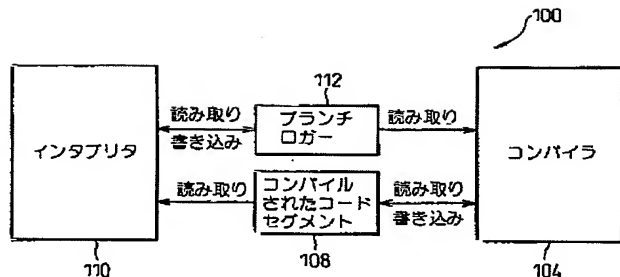 100
112
インタプリタ
読み取り
書き込み
ブランチ
ロガー
読み取り
コンパイラ
読み取り
コンパイル
されたコード
セグメント
読み取り
書き込み
110
108
104